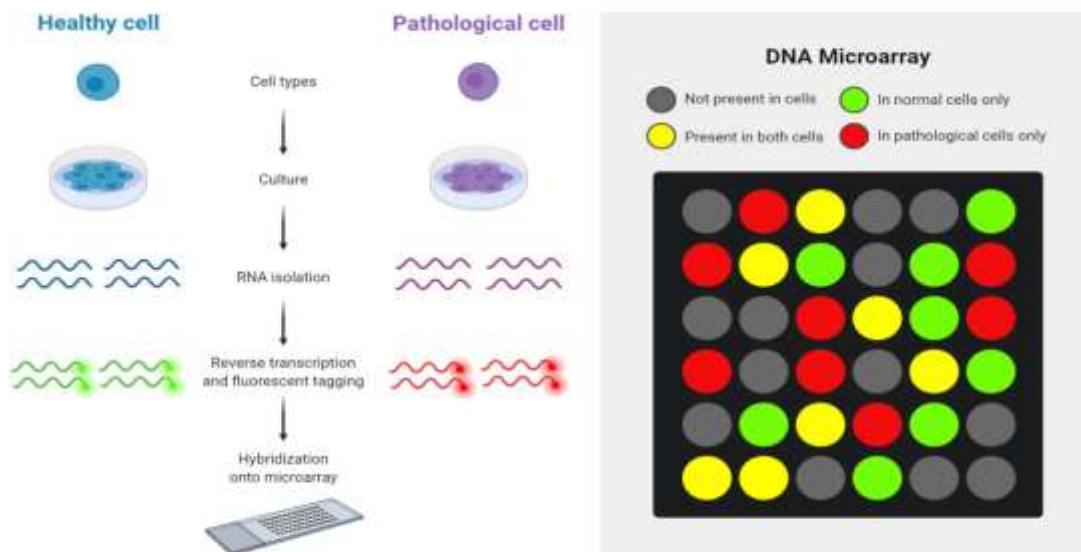 Healthy cell
Pathological cell
Cell types
Culture
RNA isolation
Reverse transcription
and fluorescent tagging
Hybridization
onto microarray
DNA Microarray
Not present in cells
In normal cells only
Present in both cells
In pathological cells only